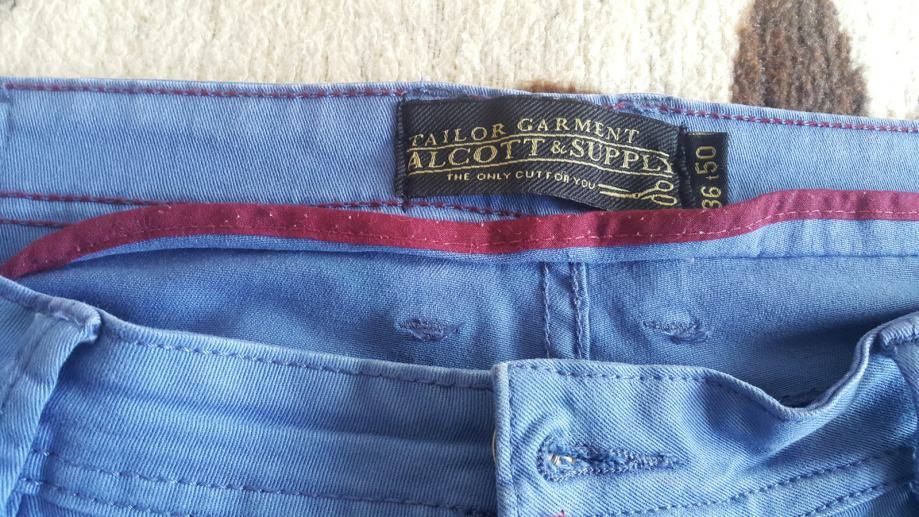 TAILOR GARMENT
ALCOTT & SUPPLY
THE ONLY CUT FOR YOU
36 • 50